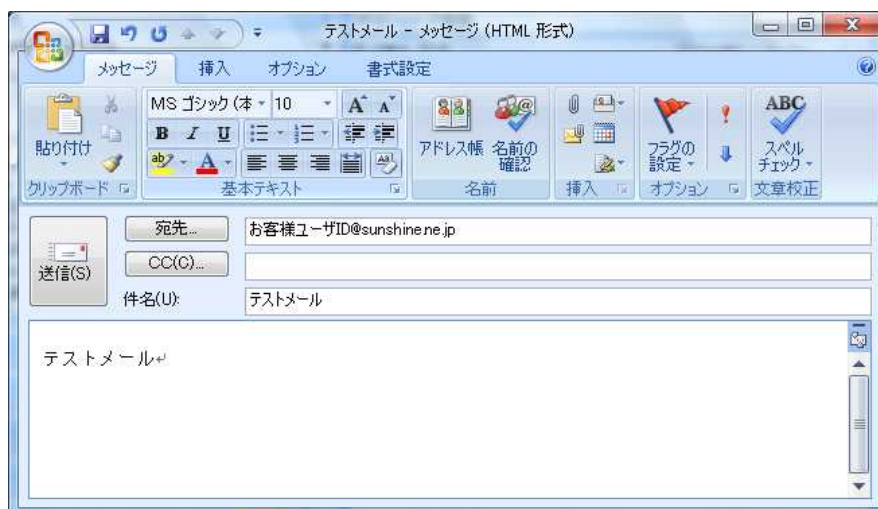 テストメール - メッセージ (HTML 形式)
メッセージ 挿入 オプション 書式設定
MS ゴシック (本 10 A A
貼り付け B I U アドレス帳 名前の確認 フラグの設定 ABC スペルチェック
ab A Aa
クリップボード 基本テキスト 名前 挿入 オプション 文章校正
宛先... お客様ユーザID@sunshine.ne.jp
送信(S) CC(C)...
件名(U): テストメール
テストメール↵